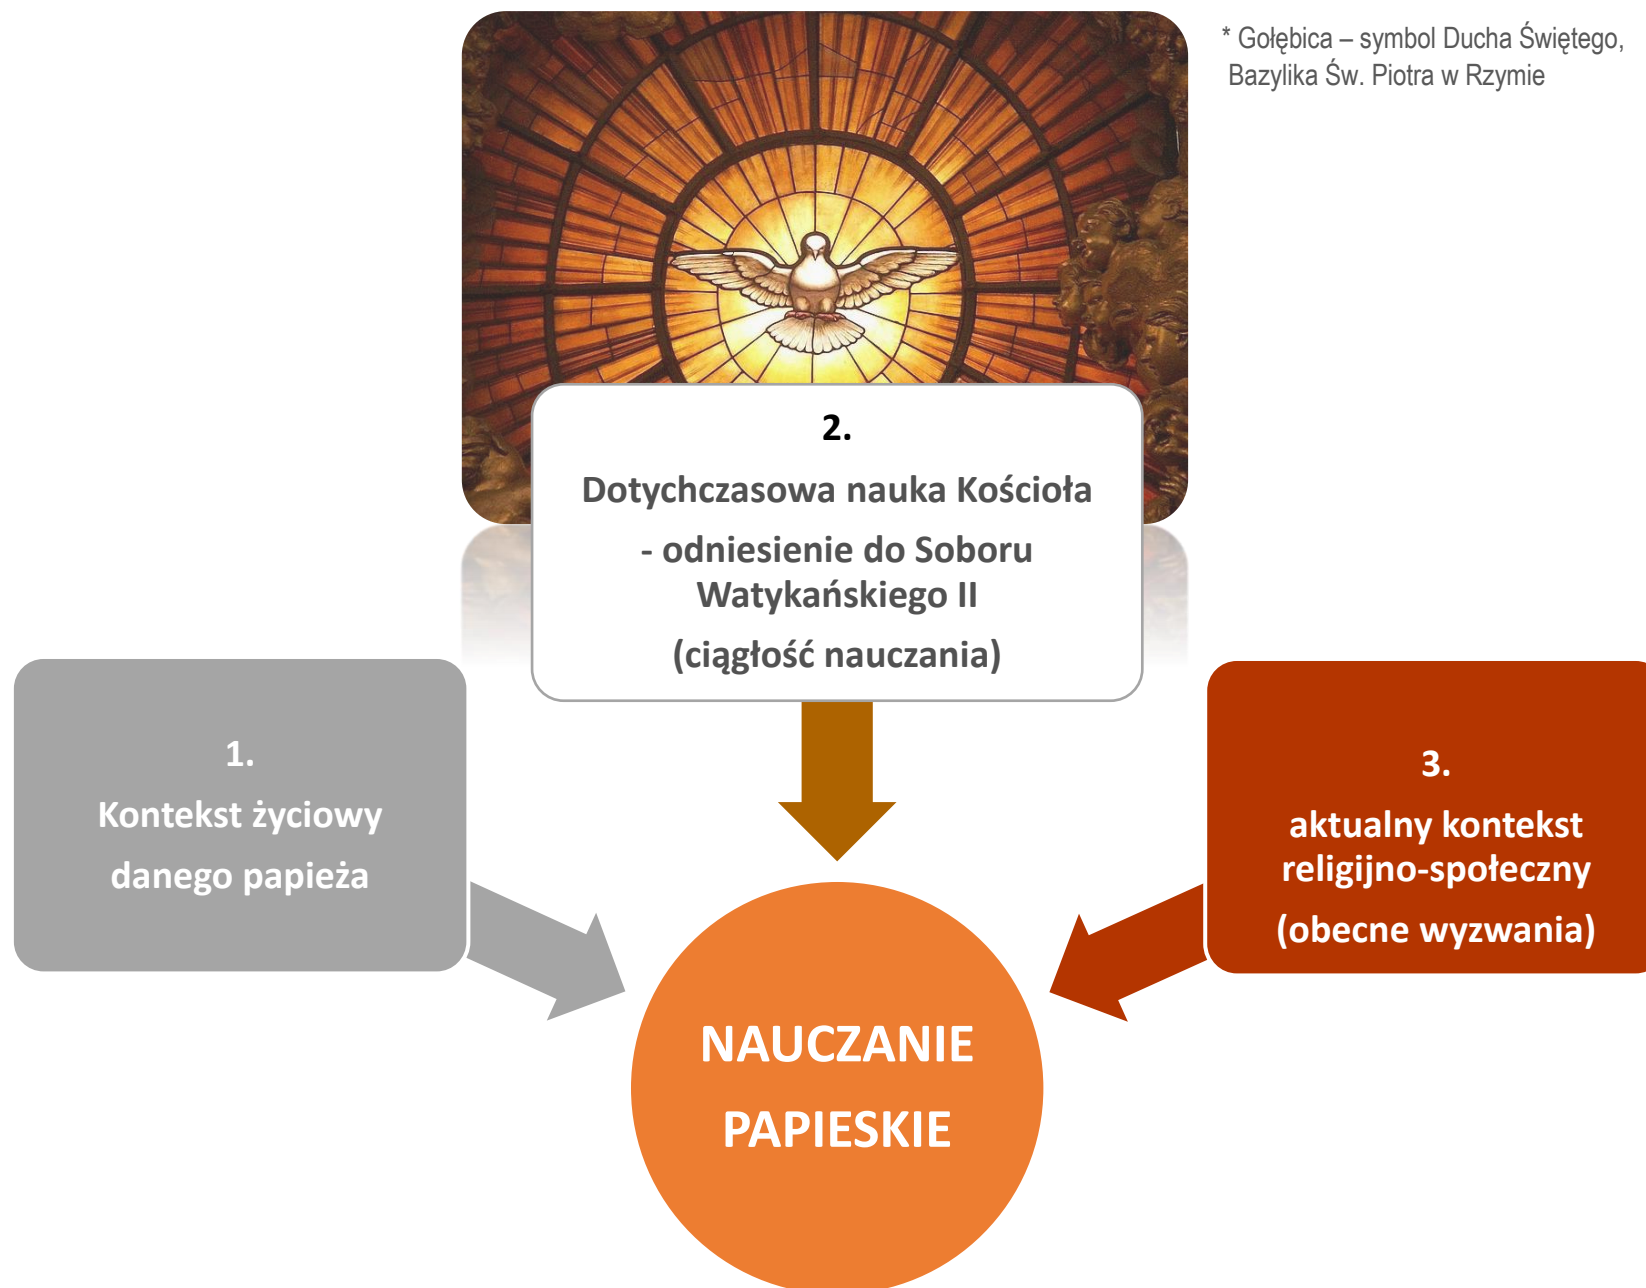 * Gołębica – symbol Ducha Świętego,
Bazylika Św. Piotra w Rzymie
2.
Dotychczasowa nauka Kościoła
- odniesienie do Soboru
Watykańskiego II
(ciągłość nauczania)
1.
Kontekst życiowy
danego papieża
3.
aktualny kontekst
religijno-społeczny
(obecne wyzwania)
NAUCZANIE
PAPIESKIE